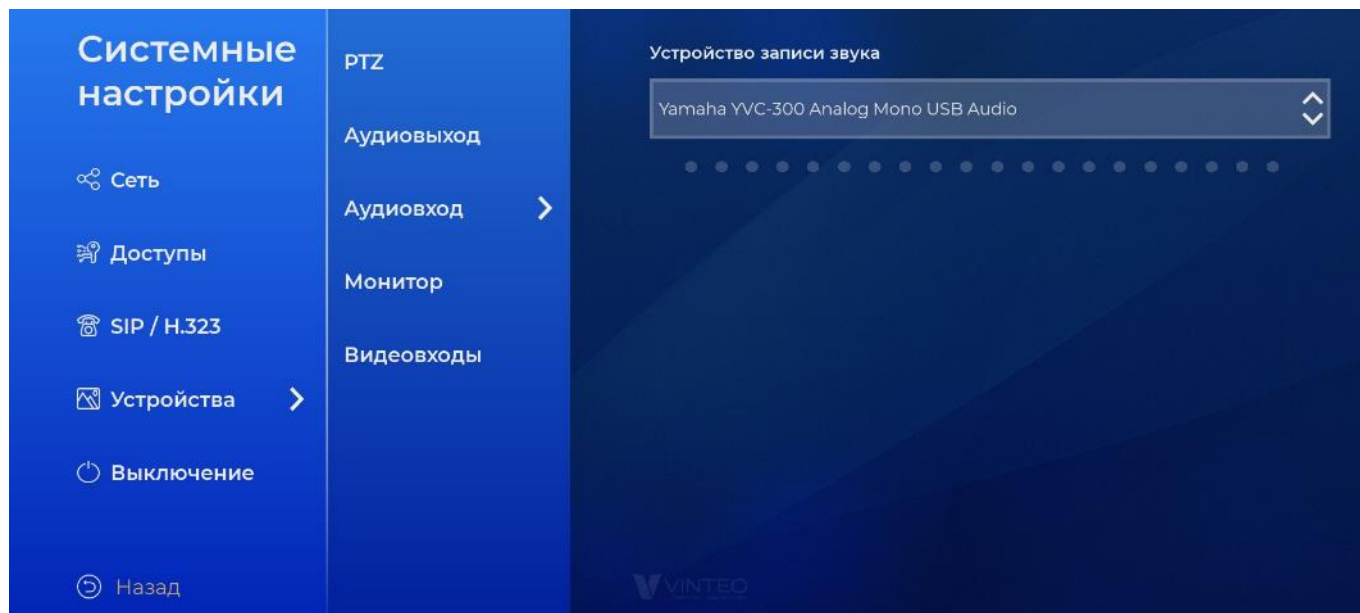 Системные
настройки
Сеть
Доступы
SIP / H.323
Устройства
Выключение
Назад
PTZ
Аудиовыход
Аудиовход
Монитор
Видеовходы
Устройство записи звука
Yamaha YVC-300 Analog Mono USB Audio
VINTEO